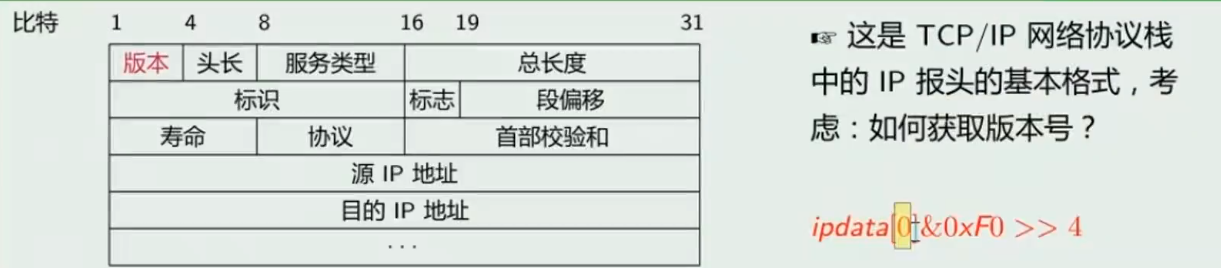 比特 1 4 8 16 19 31
版本 头长 服务类型 总长度
标识 标志 段偏移
寿命 协议 首部校验和
源 IP 地址
目的 IP 地址
...
☞ 这是 TCP/IP 网络协议栈
中的 IP 报头的基本格式，考
虑：如何获取版本号？
ipdata[0]&0xF0 >> 4